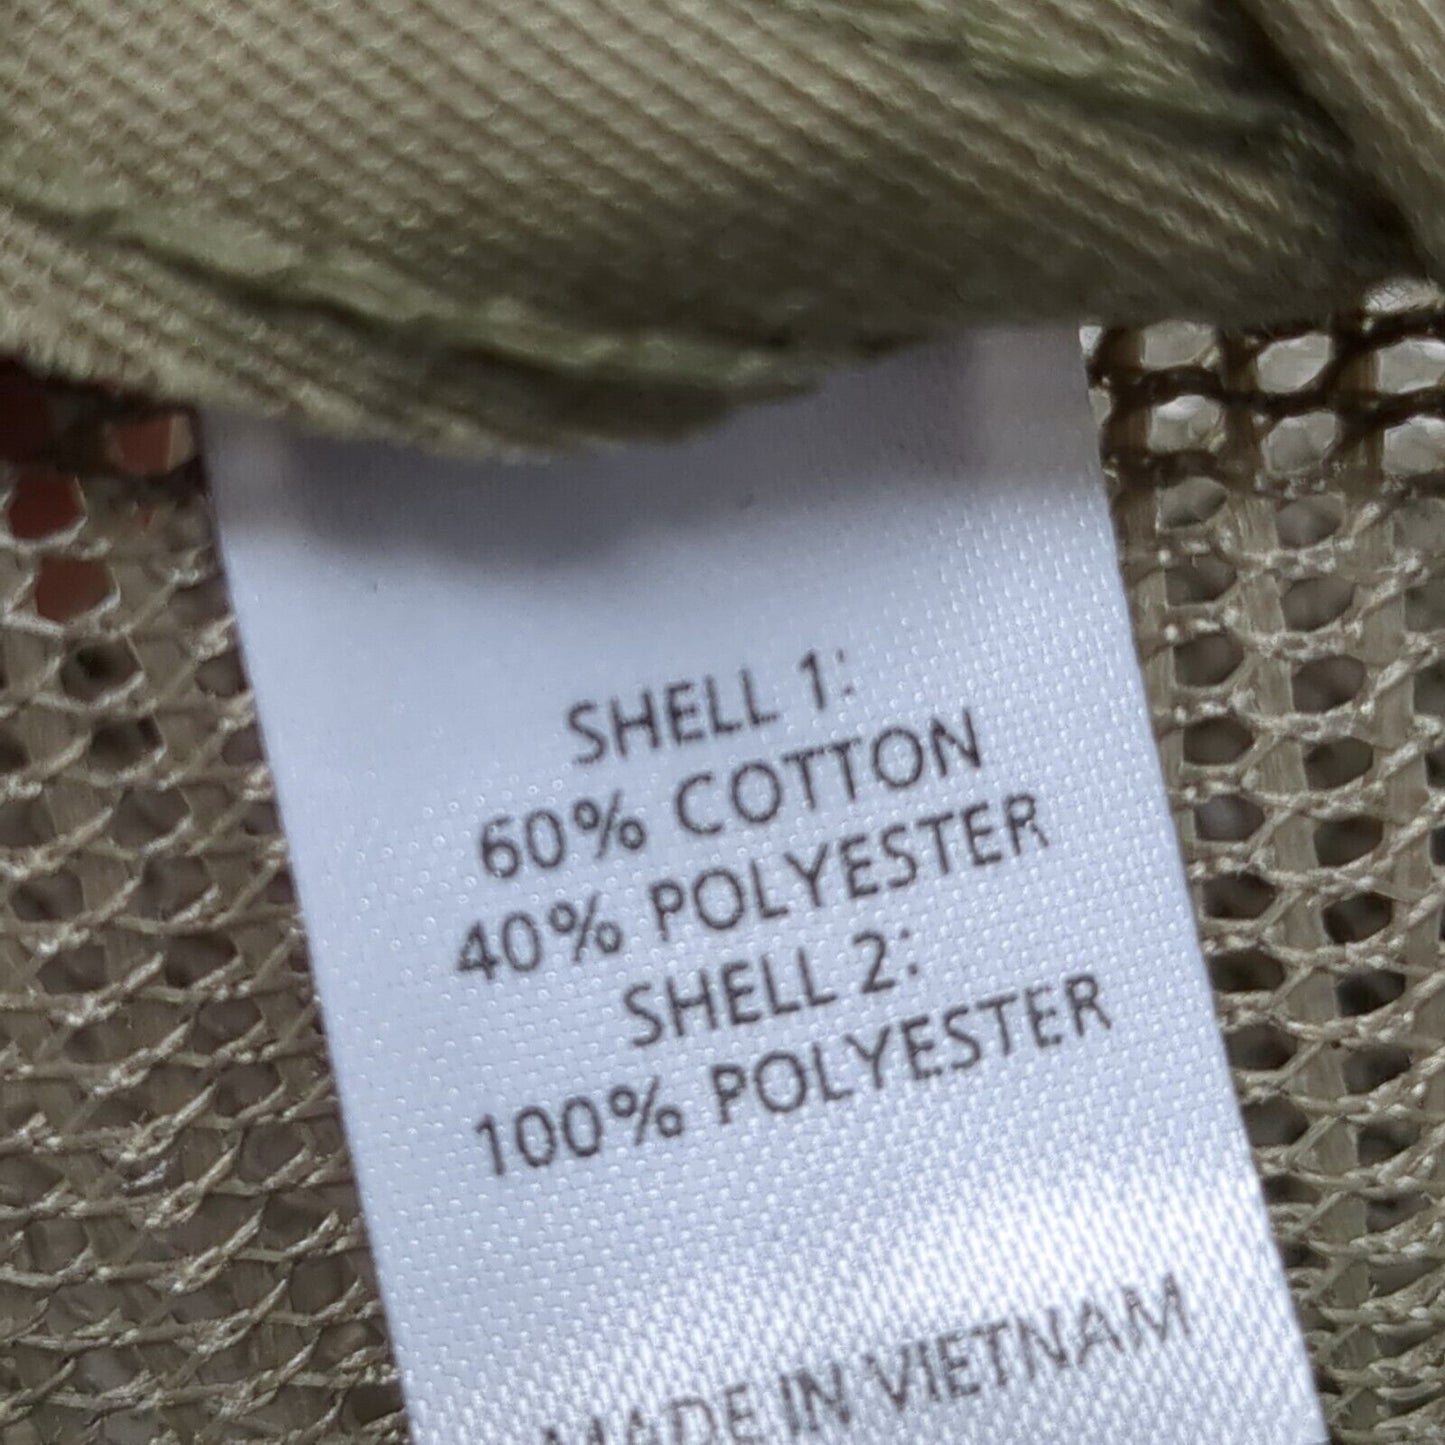 SHELL 1:
60% COTTON
40% POLYESTER
SHELL 2:
100% POLYESTER
MADE IN VIETNAM